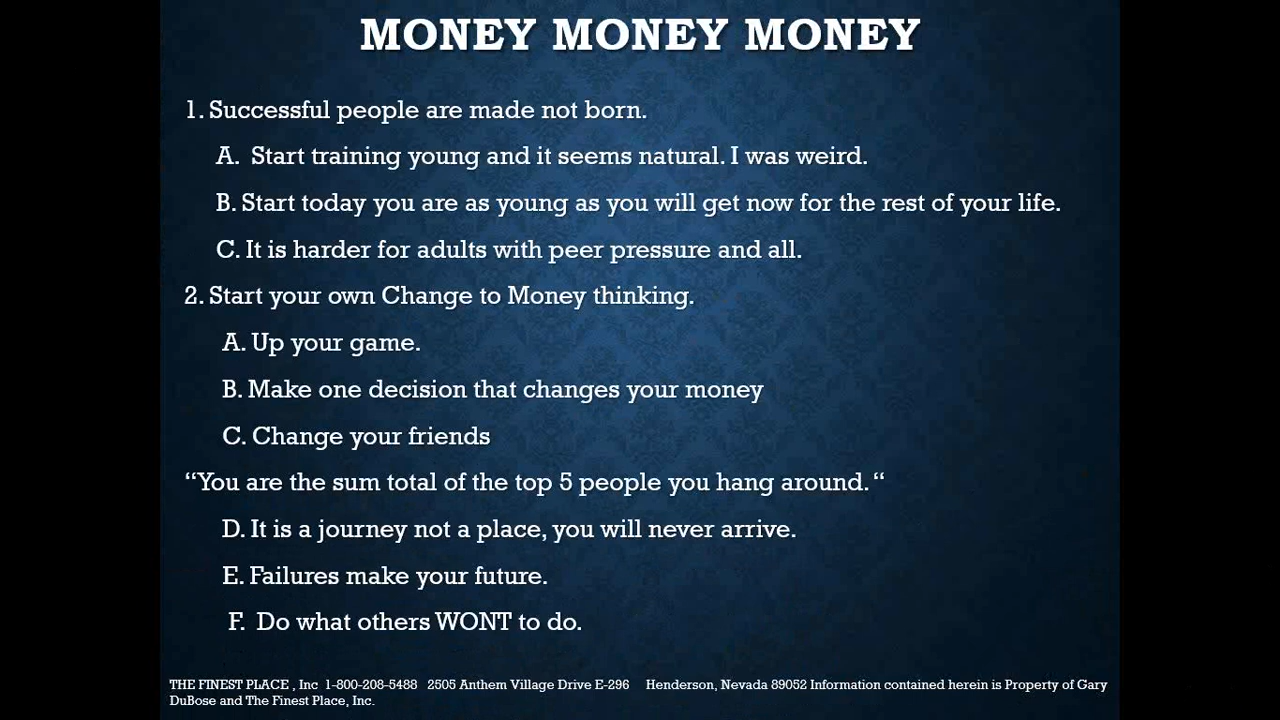 MONEY MONEY MONEY
1. Successful people are made not born.
A. Start training young and it seems natural. I was weird.
B. Start today you are as young as you will get now for the rest of your life.
C. It is harder for adults with peer pressure and all.
2. Start your own Change to Money thinking.
A. Up your game.
B. Make one decision that changes your money
C. Change your friends
“You are the sum total of the top 5 people you hang around.“
D. It is a journey not a place, you will never arrive.
E. Failures make your future.
F. Do what others WONT to do.
THE FINEST PLACE , Inc 1-800-208-5488 2505 Anthem Village Drive E-296 Henderson, Nevada 89052 Information contained herein is Property of Gary
DuBose and The Finest Place, Inc.